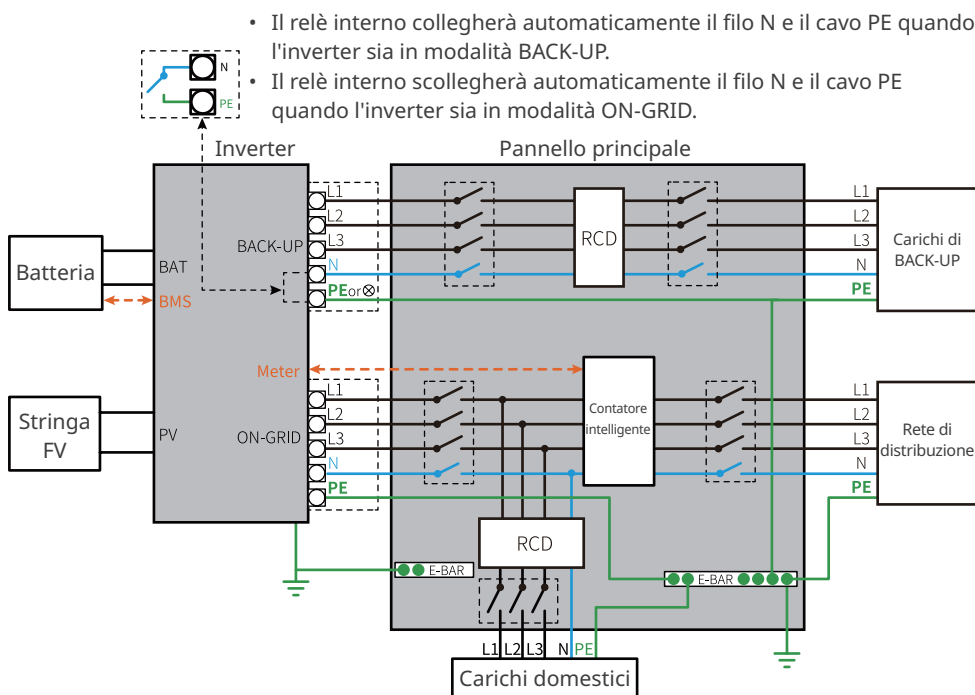 • Il relè interno collegherà automaticamente il filo N e il cavo PE quando
l'inverter sia in modalità BACK-UP.
• Il relè interno scollegherà automaticamente il filo N e il cavo PE
quando l'inverter sia in modalità ON-GRID.
N
PE
Inverter
Pannello principale
L1
L2
L3
N
PE or ⊗
BACK-UP
RCD
L1
L2
L3
N
PE
Carichi di
BACK-UP
Batteria
BAT
BMS
Meter
Stringa
FV
PV
ON-GRID
L1
L2
L3
N
PE
Contatore
intelligente
L1
L2
L3
N
PE
Rete di
distribuzione
RCD
E-BAR
E-BAR
L1 L2 L3 N PE
Carichi domestici